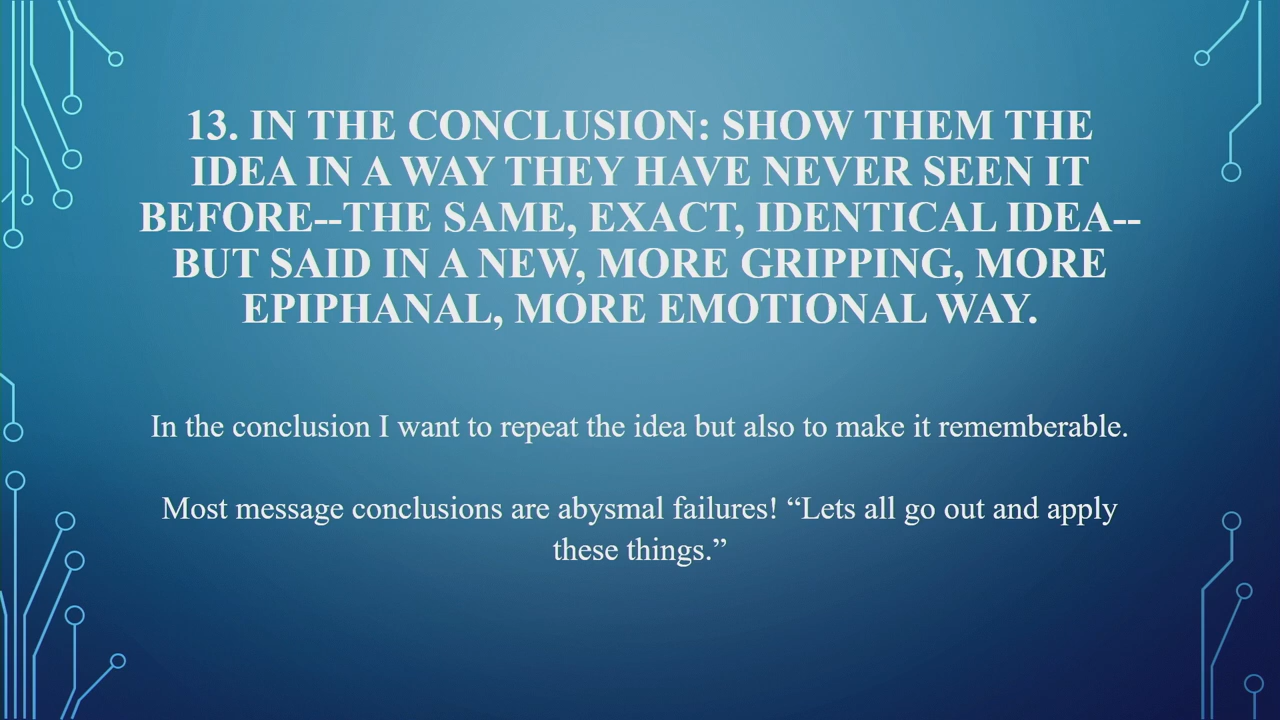 13. IN THE CONCLUSION: SHOW THEM THE
IDEA IN A WAY THEY HAVE NEVER SEEN IT
BEFORE--THE SAME, EXACT, IDENTICAL IDEA--
BUT SAID IN A NEW, MORE GRIPPING, MORE
EPIPHANAL, MORE EMOTIONAL WAY.
In the conclusion I want to repeat the idea but also to make it rememberable.
Most message conclusions are abysmal failures! “Lets all go out and apply
these things.”